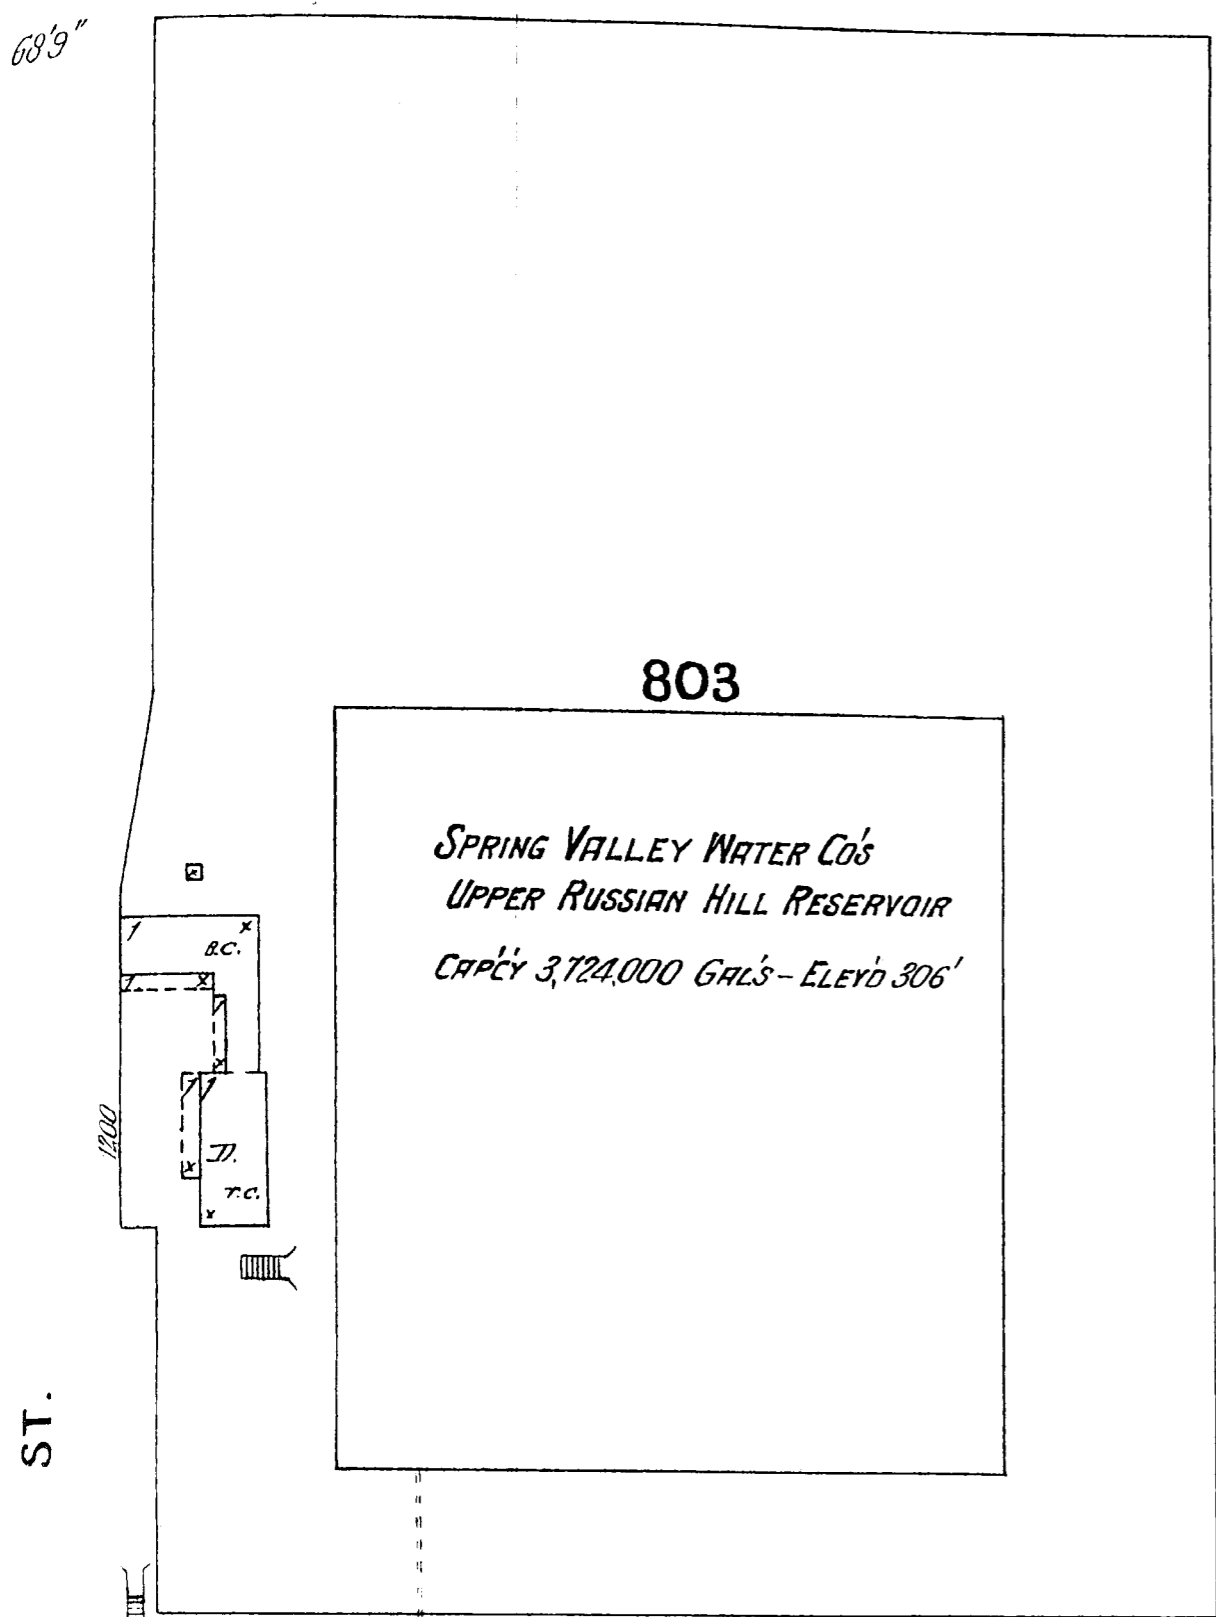 68'9"
803
SPRING VALLEY WATER CO'S
UPPER RUSSIAN HILL RESERVOIR
CAP'C'Y 3,724,000 GAL'S – ELEV'D 306'
x
1 x
B.C.
1 x
1
x
1 1
1200
D.
x
T.C.
x
ST.